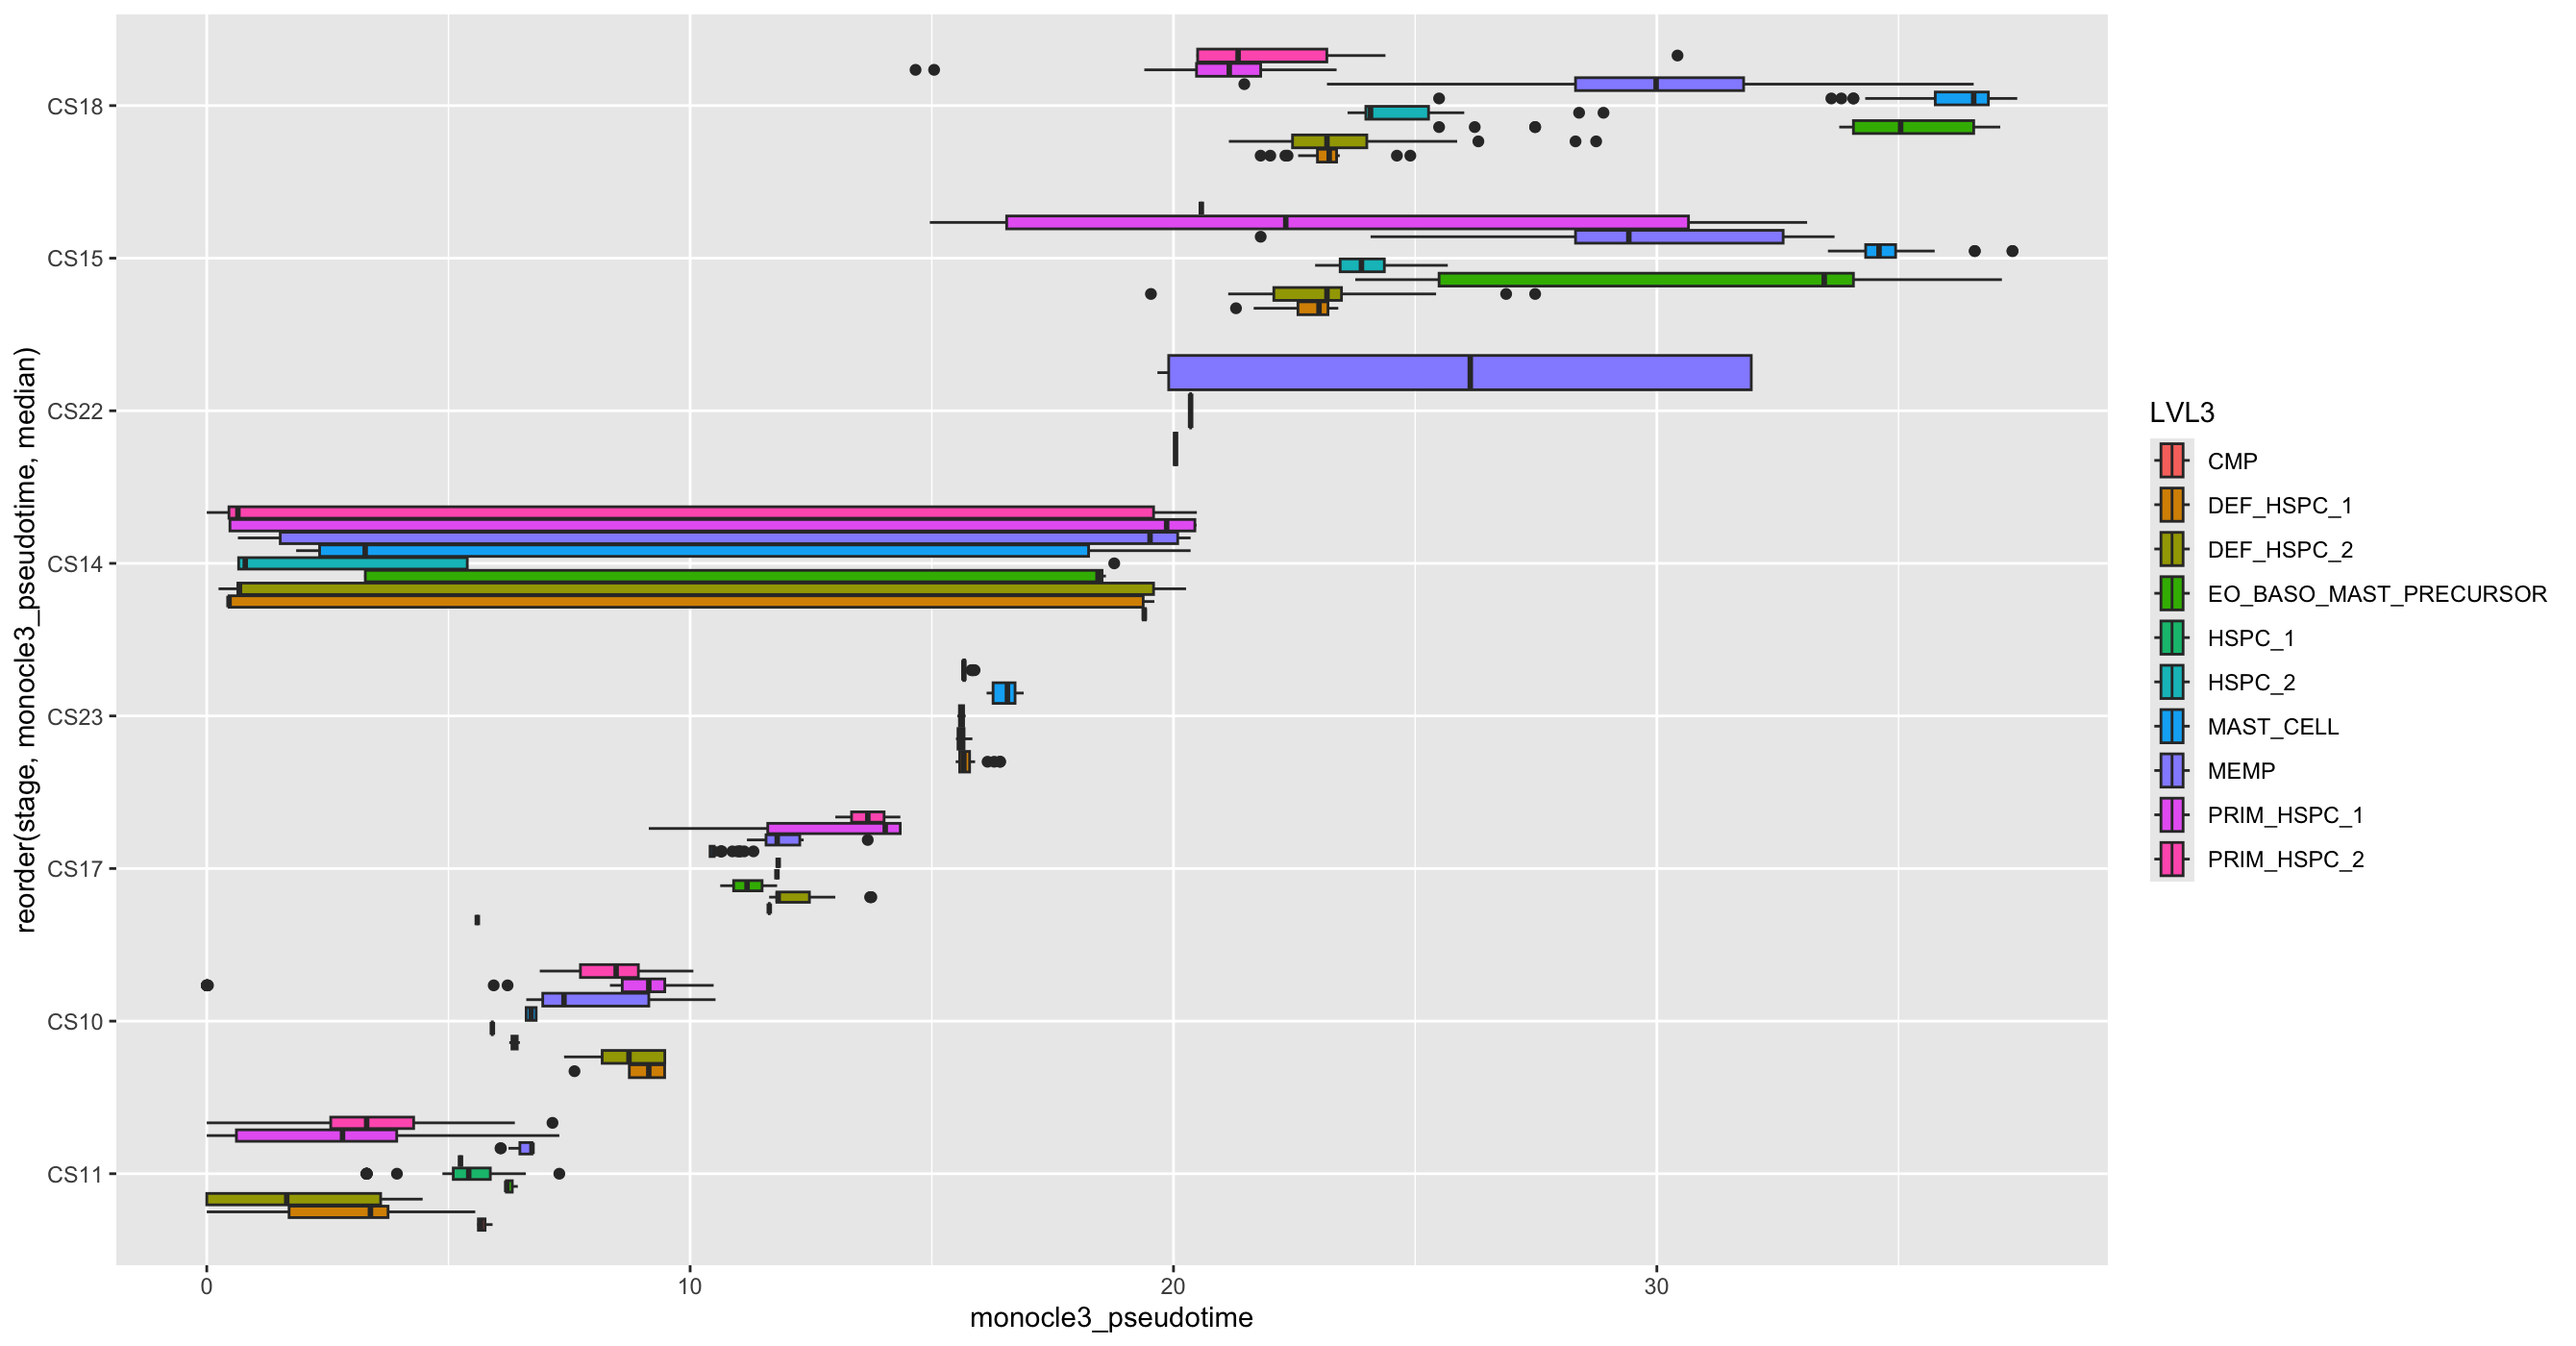 reorder(stage, monocle3_pseudotime, median)
CS18
CS15
CS22
CS14
CS23
CS17
CS10
CS11
0 10 20 30
monocle3_pseudotime
LVL3
CMP
DEF_HSPC_1
DEF_HSPC_2
EO_BASO_MAST_PRECURSOR
HSPC_1
HSPC_2
MAST_CELL
MEMP
PRIM_HSPC_1
PRIM_HSPC_2